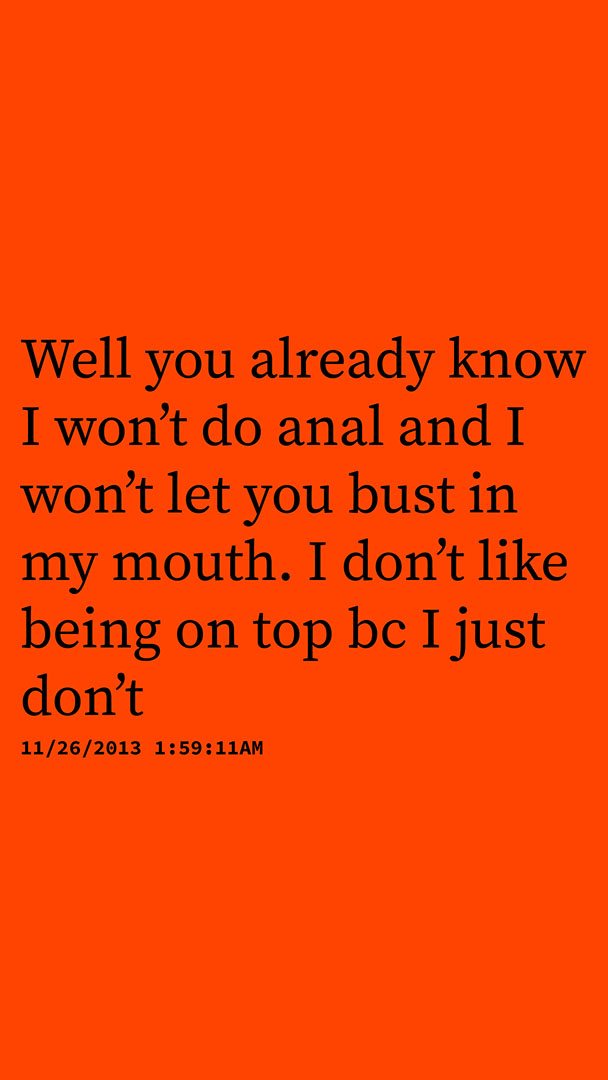 Well you already know
I won’t do anal and I
won’t let you bust in
my mouth. I don’t like
being on top bc I just
don’t
11/26/2013 1:59:11AM